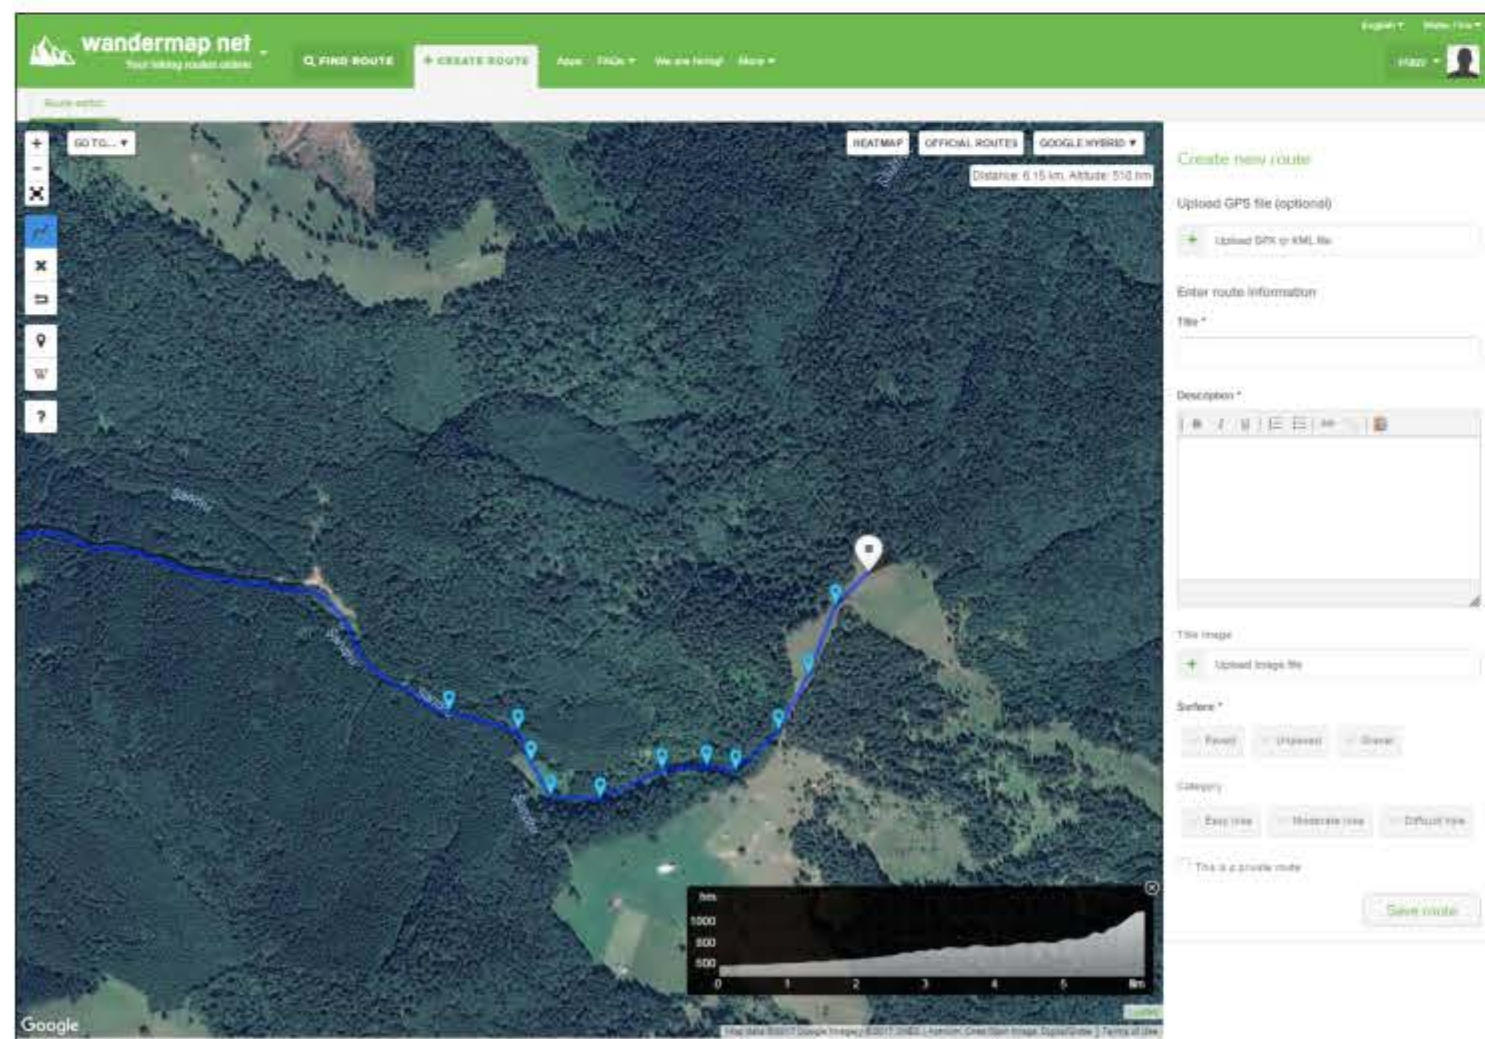 English
wandermap net
Your hiking routes online
FIND ROUTE
+ CREATE ROUTE
Apps FAQs We are hiring! More
Route editor
+
GO TO...
HEATMAP
OFFICIAL ROUTES
GOOGLE HYBRID
−
Distance: 6.15 km, Altitude: 510 hm
W
?
Google
hm
1000
800
600
0 1 2 3 4 5
Create new route
Upload GPS file (optional)
+ Upload GPX or KML file
Enter route information
Title *
Description *
B I U
Title image
+ Upload image file
Surface *
Paved Unpaved Gravel
Category
Easy hike Moderate hike Difficult hike
This is a private route
Save route